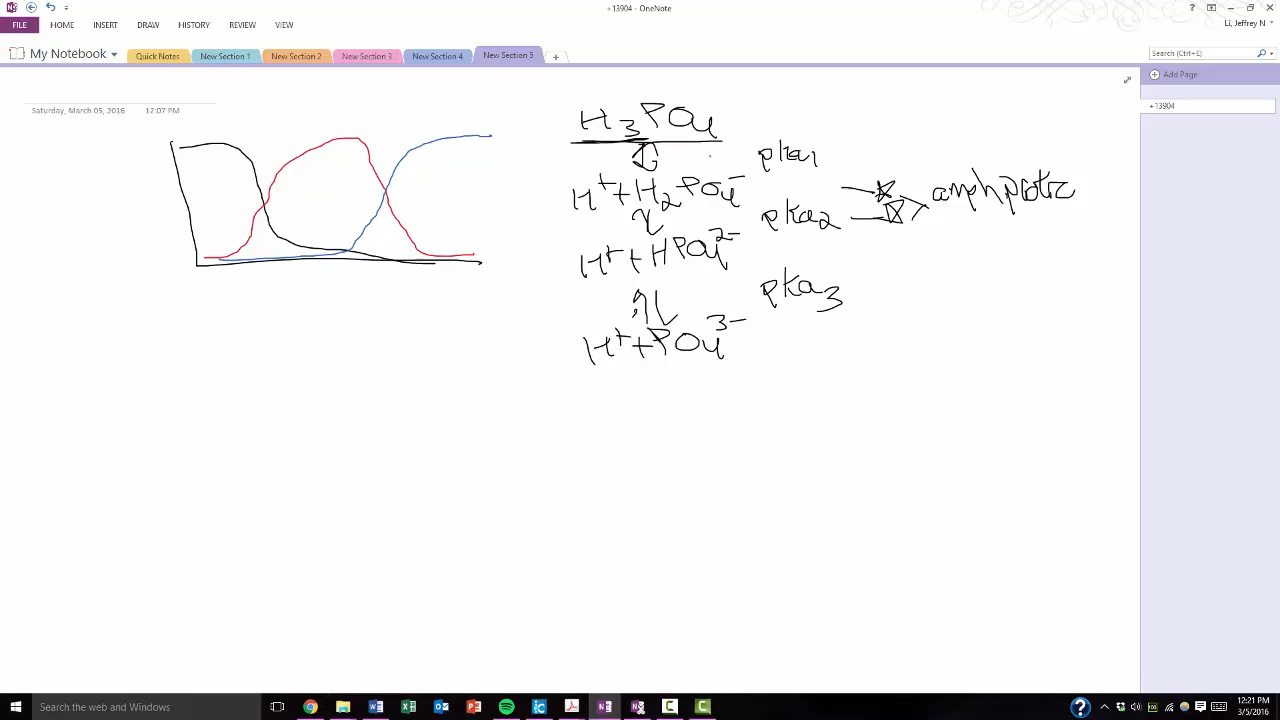 +13904 - OneNote
Li, Jeffrey N
FILE HOME INSERT DRAW HISTORY REVIEW VIEW
My Notebook Quick Notes New Section 1 New Section 2 New Section 3 New Section 4 New Section 5
Search (Ctrl+E)
Add Page
+13904
Saturday, March 05, 2016 12:07 PM
H₃PO₄
pka₁
H⁺ + H₂PO₄⁻
amphprotic
pka₂
H⁺ + HPO₄²⁻
pka₃
H⁺ + PO₄³⁻
Search the web and Windows
12:21 PM
3/5/2016